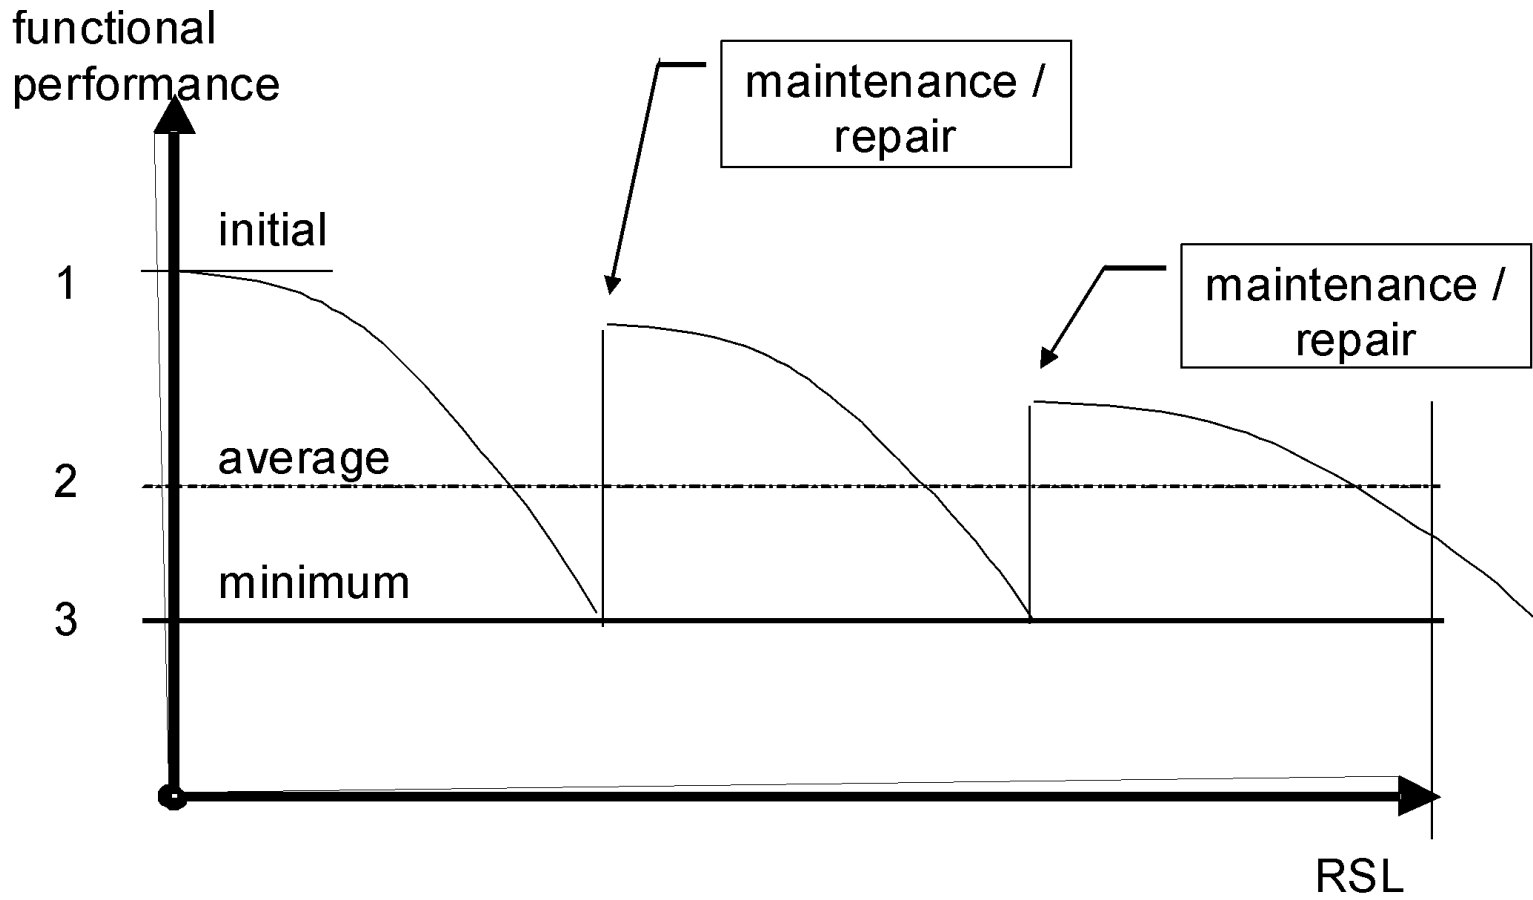 functional
performance
maintenance /
repair
initial
1
maintenance /
repair
average
2
minimum
3
RSL